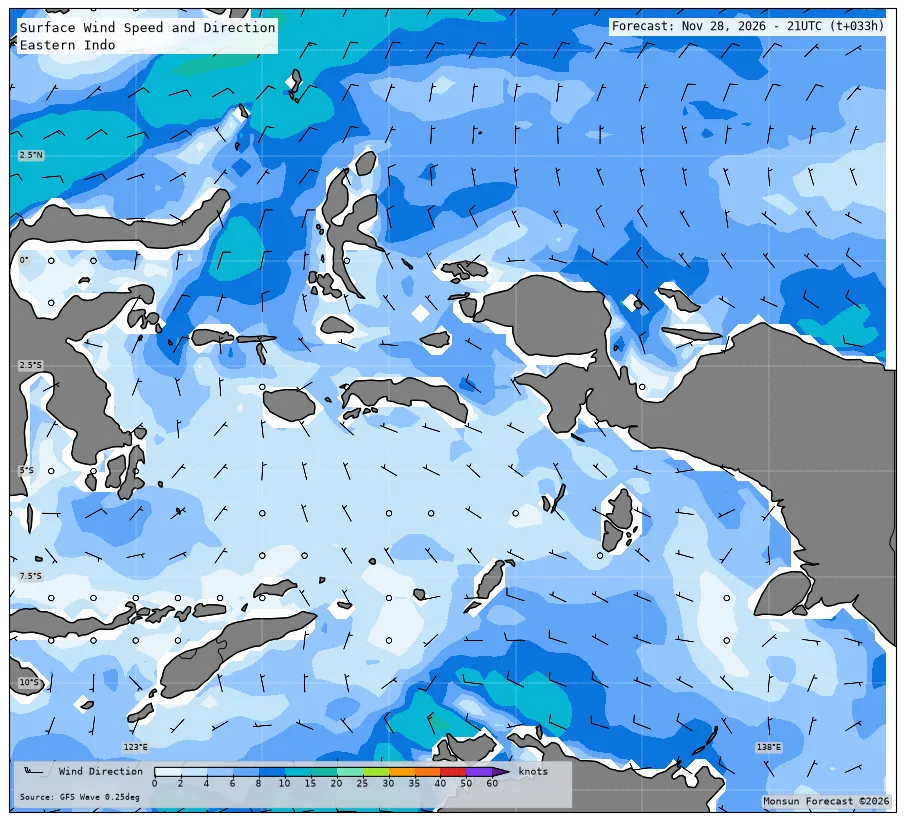 Surface Wind Speed and Direction
Eastern Indo
Forecast: Nov 28, 2026 - 21UTC (t+033h)
2.5°N
0°
2.5°S
5°S
7.5°S
10°S
123°E
138°E
Wind Direction
knots
0 2 4 6 8 10 15 20 25 30 35 40 50 60
Source: GFS Wave 0.25deg
Monsun Forecast ©2026